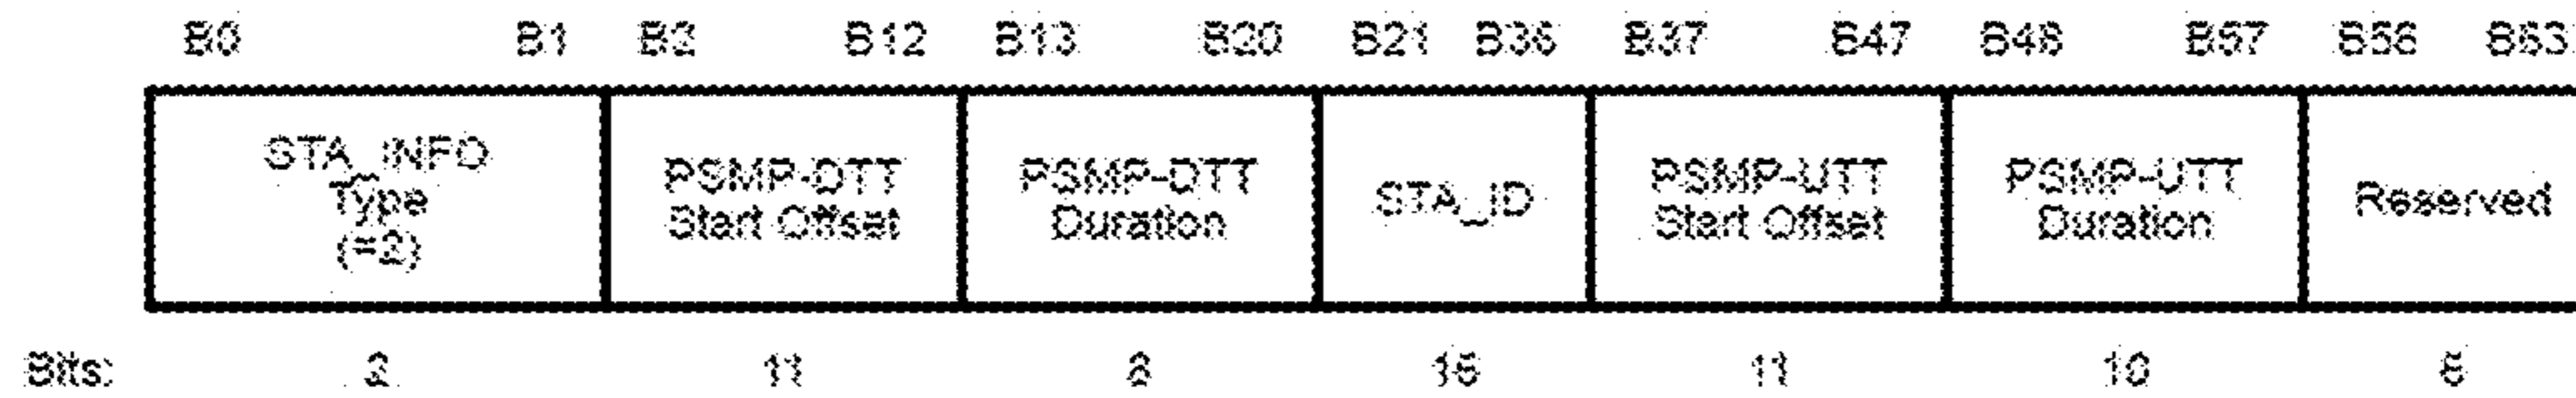 B0 B1 B2 B12 B13 B20 B21 B36 B37 B47 B48 B57 B58 B63
STA_INFO
Type
(=2)
PSMP-DTT
Start Offset
PSMP-DTT
Duration
STA_ID
PSMP-UTT
Start Offset
PSMP-UTT
Duration
Reserved
Bits: 2 11 8 16 11 10 6